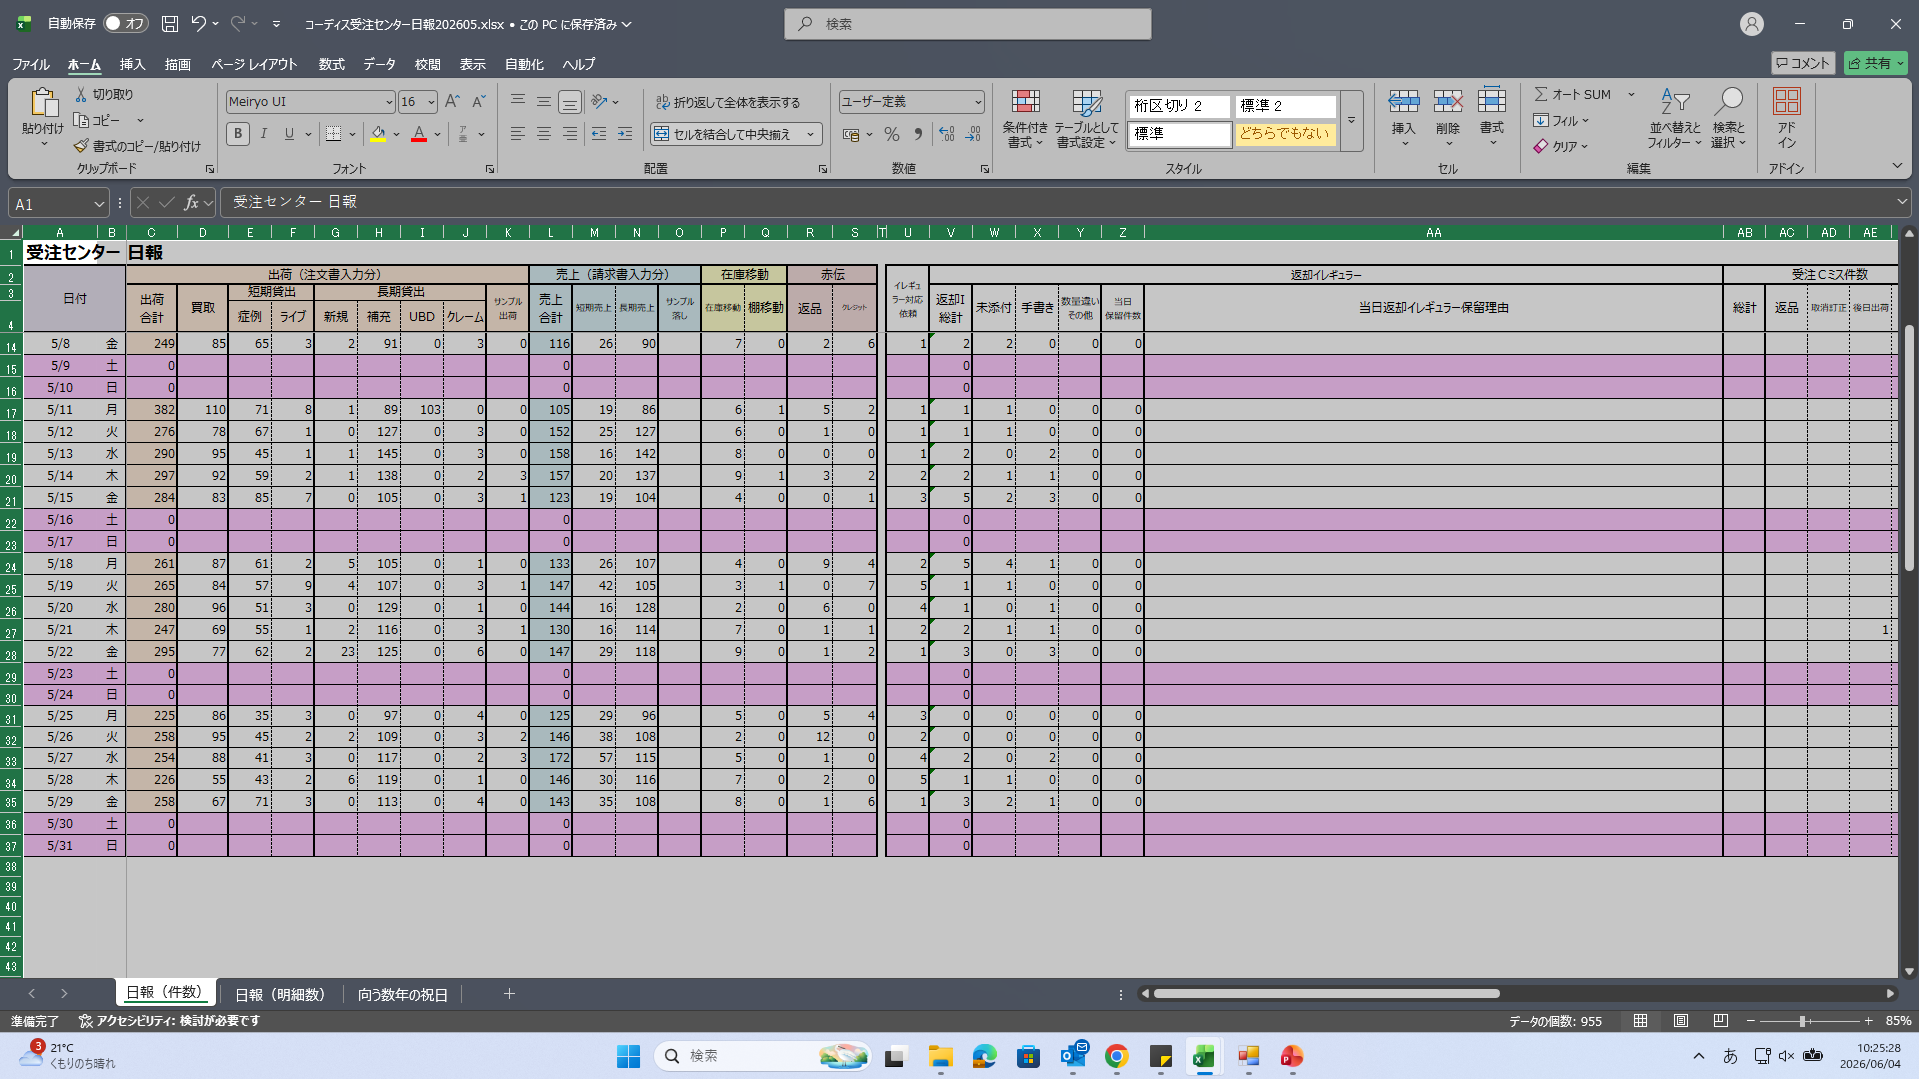 自動保存 オフ コーディス受注センター日報202605.xlsx • この PC に保存済み 検索
ファイル ホーム 挿入 描画 ページ レイアウト 数式 データ 校閲 表示 自動化 ヘルプ コメント 共有
貼り付け 切り取り コピー 書式のコピー/貼り付け クリップボード
Meiryo UI 16 B I U A フォント
折り返して全体を表示する セルを結合して中央揃え 配置
ユーザー定義 % 数値
条件付き書式 テーブルとして書式設定 桁区切り 2 標準 2 標準 どちらでもない スタイル
挿入 削除 書式 セル
オート SUM フィル クリア 並べ替えとフィルター 検索と選択 編集
アドイン アドイン
A1 fx 受注センター 日報
A B C D E F G H I J K L M N O P Q R S T U V W X Y Z AA AB AC AD AE
1 受注センター 日報
2 日付 出荷（注文書入力分） 売上（請求書入力分） 在庫移動 赤伝 イレギュラー対応依頼 返却イレギュラー 受注Cミス件数
3 出荷合計 買取 短期貸出 長期貸出 サンプル出荷 売上合計 短期売上 長期売上 サンプル落し 在庫移動 棚移動 返品 クレジット 返却I総計 未添付 手書き 数量違いその他 当日保留件数 当日返却イレギュラー保留理由 総計 返品 取消訂正 後日出荷
4 症例 ライブ 新規 補充 UBD クレーム
14 5/8 金 249 85 65 3 2 91 0 3 0 116 26 90 7 0 2 6 1 2 2 0 0 0
15 5/9 土 0 0 0
16 5/10 日 0 0 0
17 5/11 月 382 110 71 8 1 89 103 0 0 105 19 86 6 1 5 2 1 1 1 0 0 0
18 5/12 火 276 78 67 1 0 127 0 3 0 152 25 127 6 0 1 0 1 1 1 0 0 0
19 5/13 水 290 95 45 1 1 145 0 3 0 158 16 142 8 0 0 0 1 2 0 2 0 0
20 5/14 木 297 92 59 2 1 138 0 2 3 157 20 137 9 1 3 2 2 2 1 1 0 0
21 5/15 金 284 83 85 7 0 105 0 3 1 123 19 104 4 0 0 1 3 5 2 3 0 0
22 5/16 土 0 0 0
23 5/17 日 0 0 0
24 5/18 月 261 87 61 2 5 105 0 1 0 133 26 107 4 0 9 4 2 5 4 1 0 0
25 5/19 火 265 84 57 9 4 107 0 3 1 147 42 105 3 1 0 7 5 1 1 0 0 0
26 5/20 水 280 96 51 3 0 129 0 1 0 144 16 128 2 0 6 0 4 1 0 1 0 0
27 5/21 木 247 69 55 1 2 116 0 3 1 130 16 114 7 0 1 1 2 2 1 1 0 0 1
28 5/22 金 295 77 62 2 23 125 0 6 0 147 29 118 9 0 1 2 1 3 0 3 0 0
29 5/23 土 0 0 0
30 5/24 日 0 0 0
31 5/25 月 225 86 35 3 0 97 0 4 0 125 29 96 5 0 5 4 3 0 0 0 0 0
32 5/26 火 258 95 45 2 2 109 0 3 2 146 38 108 2 0 12 0 2 0 0 0 0 0
33 5/27 水 254 88 41 3 0 117 0 2 3 172 57 115 5 0 1 0 4 2 0 2 0 0
34 5/28 木 226 55 43 2 6 119 0 1 0 146 30 116 7 0 2 0 5 1 1 0 0 0
35 5/29 金 258 67 71 3 0 113 0 4 0 143 35 108 8 0 1 6 1 3 2 1 0 0
36 5/30 土 0 0 0
37 5/31 日 0 0 0
38
39
40
41
42
43
日報（件数） 日報（明細数） 向う数年の祝日
準備完了 アクセシビリティ: 検討が必要です データの個数: 955 85%
3 21°C くもりのち晴れ 検索 あ 10:25:28
2026/06/04